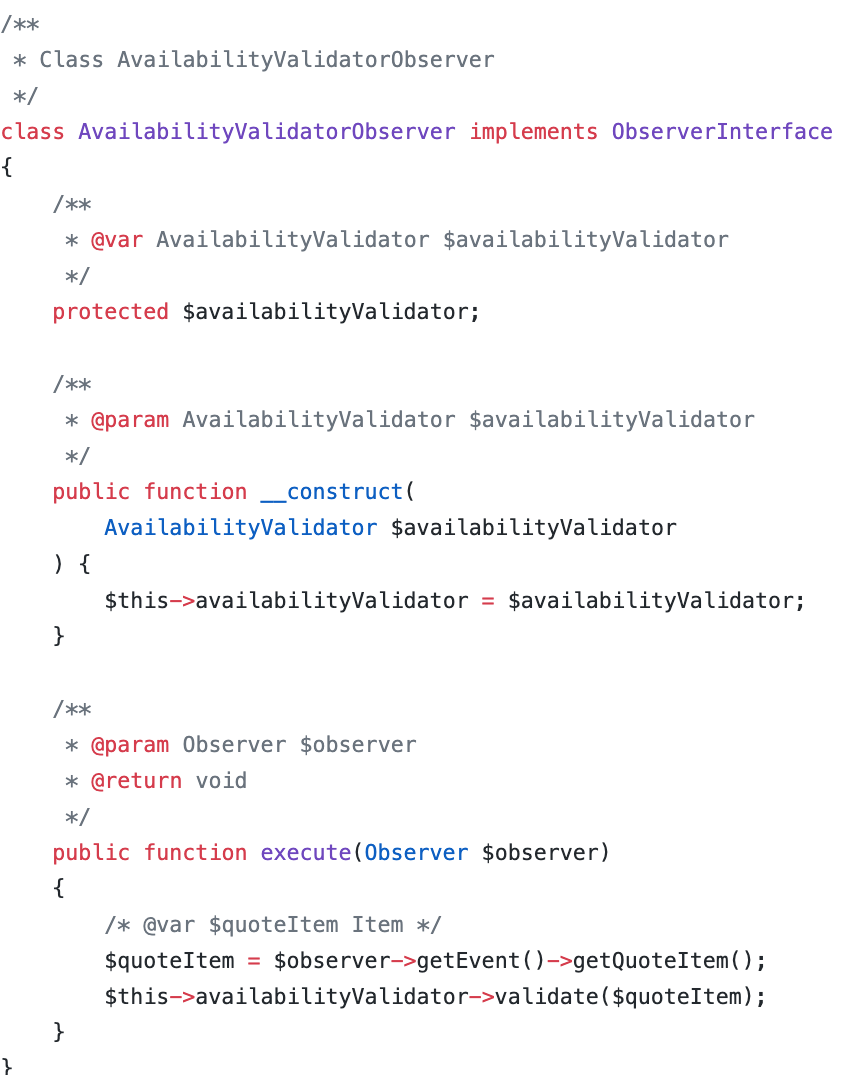 /**
 * Class AvailabilityValidatorObserver
 */
class AvailabilityValidatorObserver implements ObserverInterface
{
    /**
     * @var AvailabilityValidator $availabilityValidator
     */
    protected $availabilityValidator;

    /**
     * @param AvailabilityValidator $availabilityValidator
     */
    public function __construct(
        AvailabilityValidator $availabilityValidator
    ) {
        $this->availabilityValidator = $availabilityValidator;
    }

    /**
     * @param Observer $observer
     * @return void
     */
    public function execute(Observer $observer)
    {
        /* @var $quoteItem Item */
        $quoteItem = $observer->getEvent()->getQuoteItem();
        $this->availabilityValidator->validate($quoteItem);
    }
}